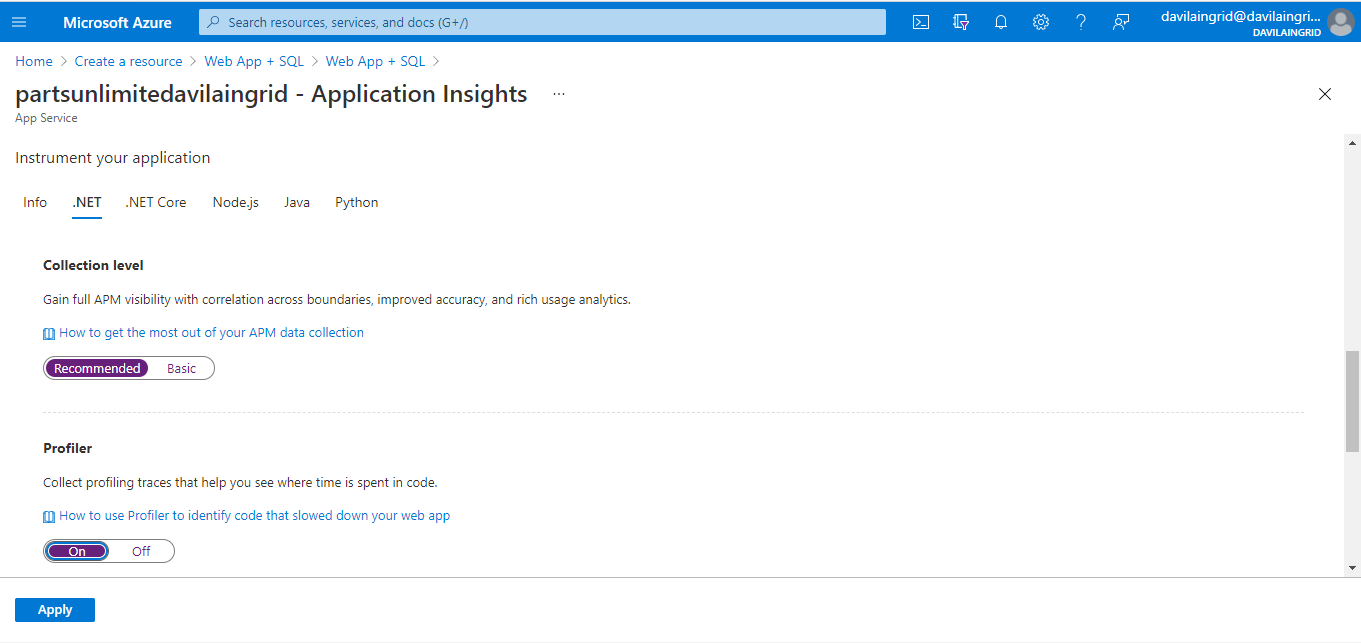 Microsoft Azure
Search resources, services, and docs (G+/)
davilaingrid@davilaingri...
DAVILAINGRID
Home > Create a resource > Web App + SQL > Web App + SQL >
partsunlimiteddavilaingrid - Application Insights ...
App Service
Instrument your application
Info .NET .NET Core Node.js Java Python
Collection level
Gain full APM visibility with correlation across boundaries, improved accuracy, and rich usage analytics.
How to get the most out of your APM data collection
Recommended Basic
Profiler
Collect profiling traces that help you see where time is spent in code.
How to use Profiler to identify code that slowed down your web app
On Off
Apply